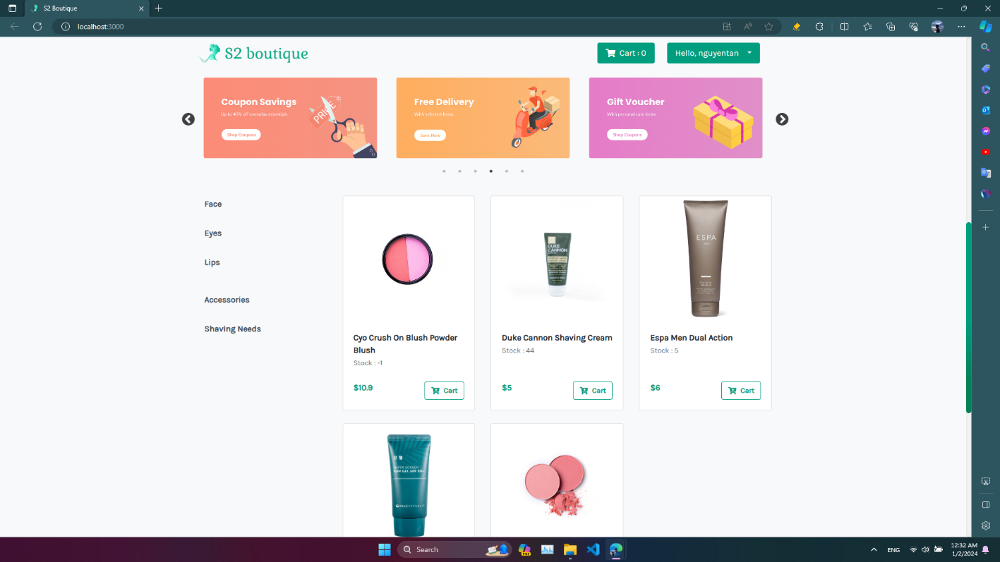 S2 Boutique
localhost:3000
S2 boutique
Cart : 0
Hello, nguyentan
Coupon Savings
Up to 40% off everyday essentials
Shop Coupons
PRICE
Free Delivery
With selected items
Save Now
Gift Voucher
With personal care items
Shop Coupons
Face
Eyes
Lips
Accessories
Shaving Needs
DUKE
CANNON
Cyo Crush On Blush Powder
Blush
Stock : -1
$10.9
Cart
Duke Cannon Shaving Cream
Stock : 44
$5
Cart
ESPA
Espa Men Dual Action
Stock : 5
$6
Cart
SUPER SCREEN
SUN GEL SPF 50+
FACE REPUBLIC
Search
ENG
12:32 AM
1/2/2024